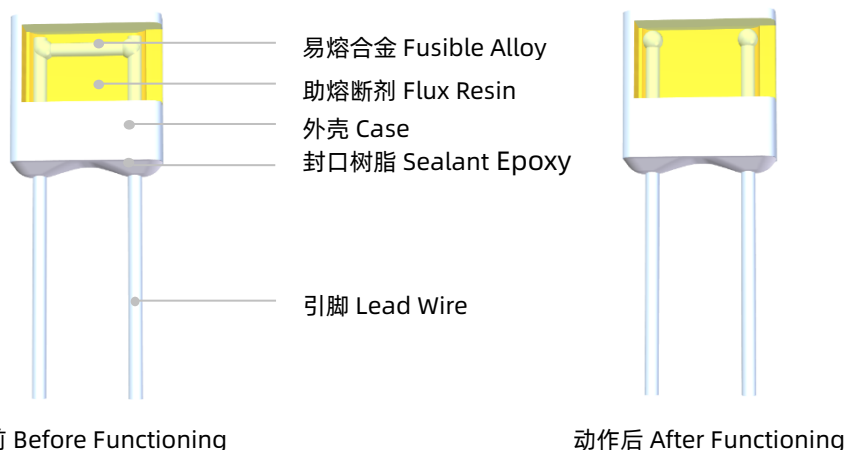 易熔合金 Fusible Alloy
助熔断剂 Flux Resin
外壳 Case
封口树脂 Sealant Epoxy
引脚 Lead Wire
前 Before Functioning
动作后 After Functioning